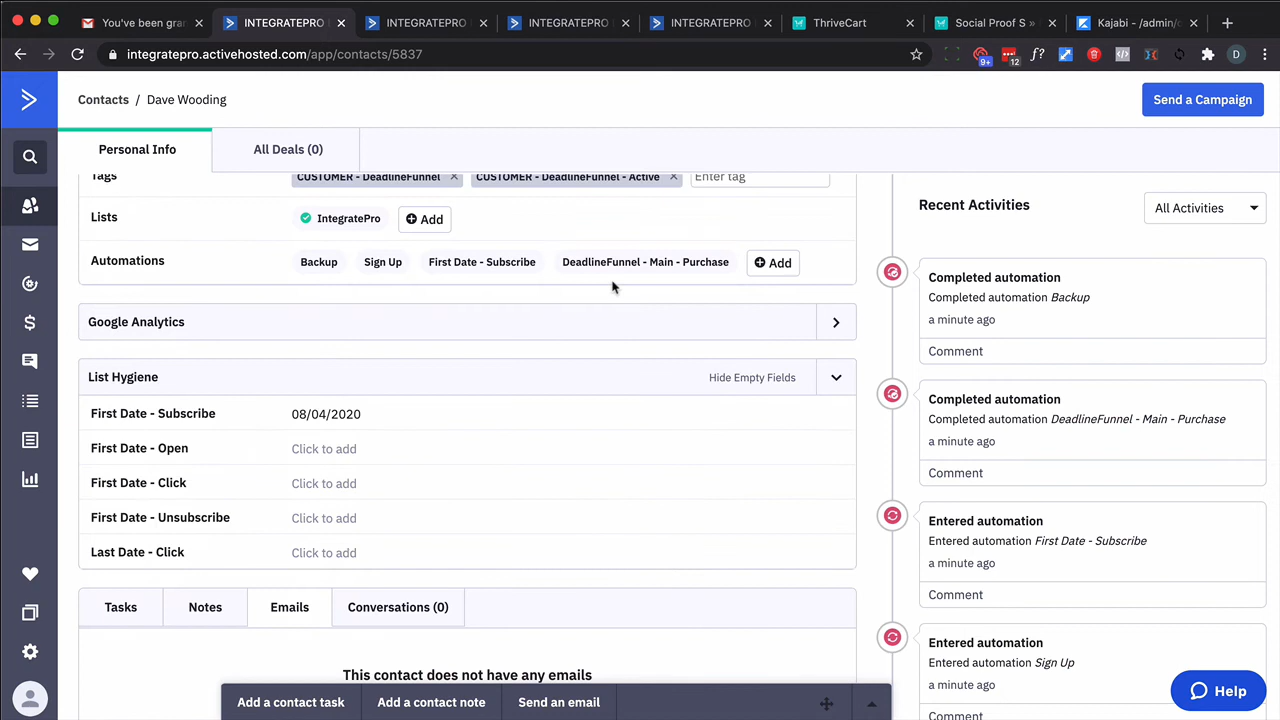 You've been gra
INTEGRATEPRO
INTEGRATEPRO
INTEGRATEPRO
INTEGRATEPRO
ThriveCart
Social Proof S »
Kajabi - /admin/c
integratepro.activehosted.com/app/contacts/5837
9+
12
f?
D
Contacts / Dave Wooding
Send a Campaign
Personal Info
All Deals (0)
Tags
CUSTOMER - DeadlineFunnel
CUSTOMER - DeadlineFunnel - Active
Enter tag
Lists
IntegratePro
Add
Automations
Backup
Sign Up
First Date - Subscribe
DeadlineFunnel - Main - Purchase
Add
Google Analytics
List Hygiene
Hide Empty Fields
First Date - Subscribe
08/04/2020
First Date - Open
Click to add
First Date - Click
Click to add
First Date - Unsubscribe
Click to add
Last Date - Click
Click to add
Tasks
Notes
Emails
Conversations (0)
This contact does not have any emails
Add a contact task
Add a contact note
Send an email
Recent Activities
All Activities
Completed automation
Completed automation Backup
a minute ago
Comment
Completed automation
Completed automation DeadlineFunnel - Main - Purchase
a minute ago
Comment
Entered automation
Entered automation First Date - Subscribe
a minute ago
Comment
Entered automation
Entered automation Sign Up
a minute ago
Comment
Help